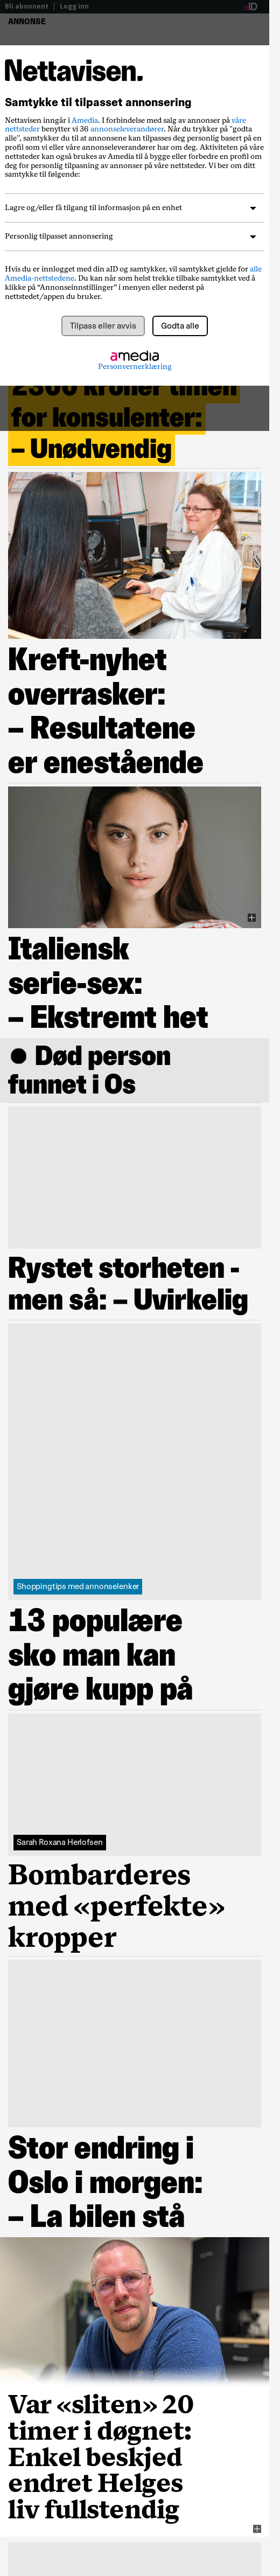 Bli abonnent | Logg inn
aID
ANNONSE
Nettavisen.
Samtykke til tilpasset annonsering
Nettavisen inngår i Amedia. I forbindelse med salg av annonser på våre
nettsteder benytter vi 36 annonseleverandører. Når du trykker på "godta
alle", samtykker du til at annonsene kan tilpasses deg personlig basert på en
profil som vi eller våre annonseleverandører har om deg. Aktiviteten på våre
nettsteder kan også brukes av Amedia til å bygge eller forbedre en profil om
deg for personlig tilpasning av annonser på våre nettsteder. Vi ber om ditt
samtykke til følgende:
Lagre og/eller få tilgang til informasjon på en enhet
Personlig tilpasset annonsering
Hvis du er innlogget med din aID og samtykker, vil samtykket gjelde for alle
Amedia-nettstedene. Du kan når som helst trekke tilbake samtykket ved å
klikke på “Annonseinnstillinger” i menyen eller nederst på
nettstedet/appen du bruker.
Tilpass eller avvis
Godta alle
amedia
Personvernerklæring
2300 kroner timen
for konsulenter:
– Unødvendig
Kreft-nyhet
overrasker:
– Resultatene
er enestående
Italiensk
serie-sex:
– Ekstremt het
Død person
funnet i Os
Rystet storheten -
men så: – Uvirkelig
Shoppingtips med annonselenker
13 populære
sko man kan
gjøre kupp på
Sarah Roxana Herlofsen
Bombarderes
med «perfekte»
kropper
Stor endring i
Oslo i morgen:
– La bilen stå
Var «sliten» 20
timer i døgnet:
Enkel beskjed
endret Helges
liv fullstendig